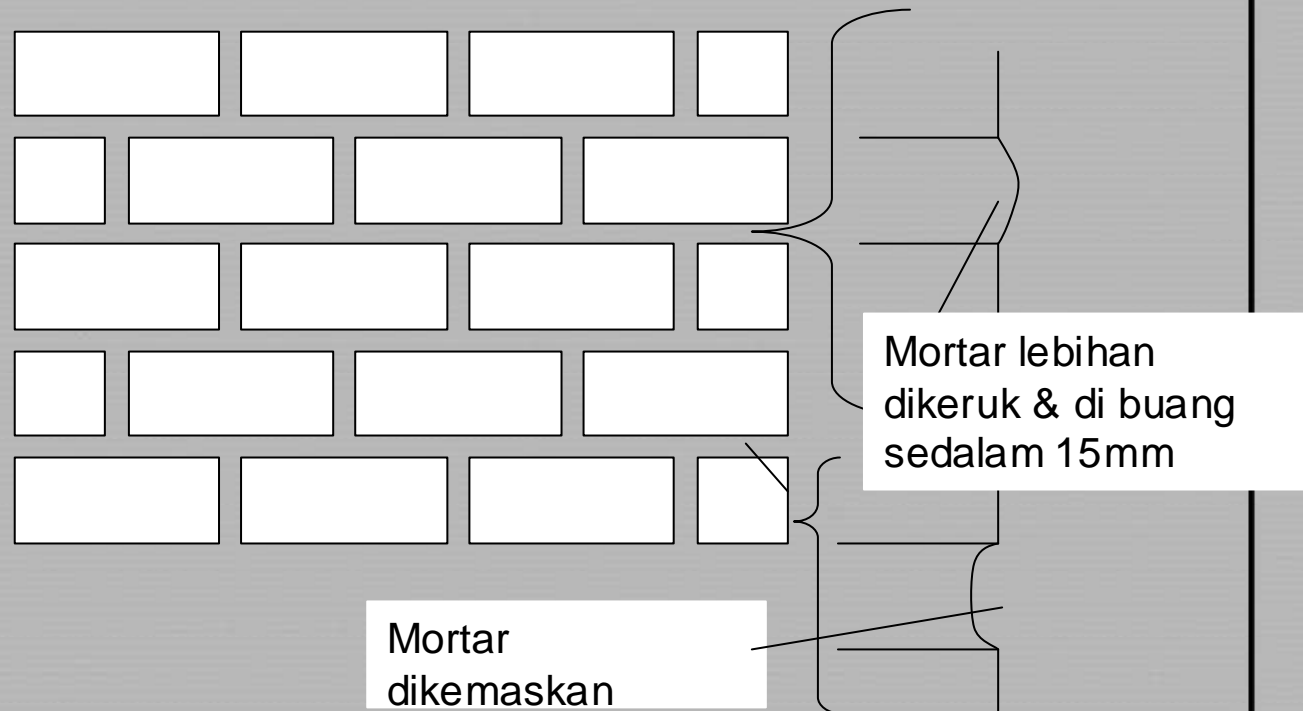 Mortar lebihan
dikeruk & di buang
sedalam 15mm
Mortar
dikemaskan